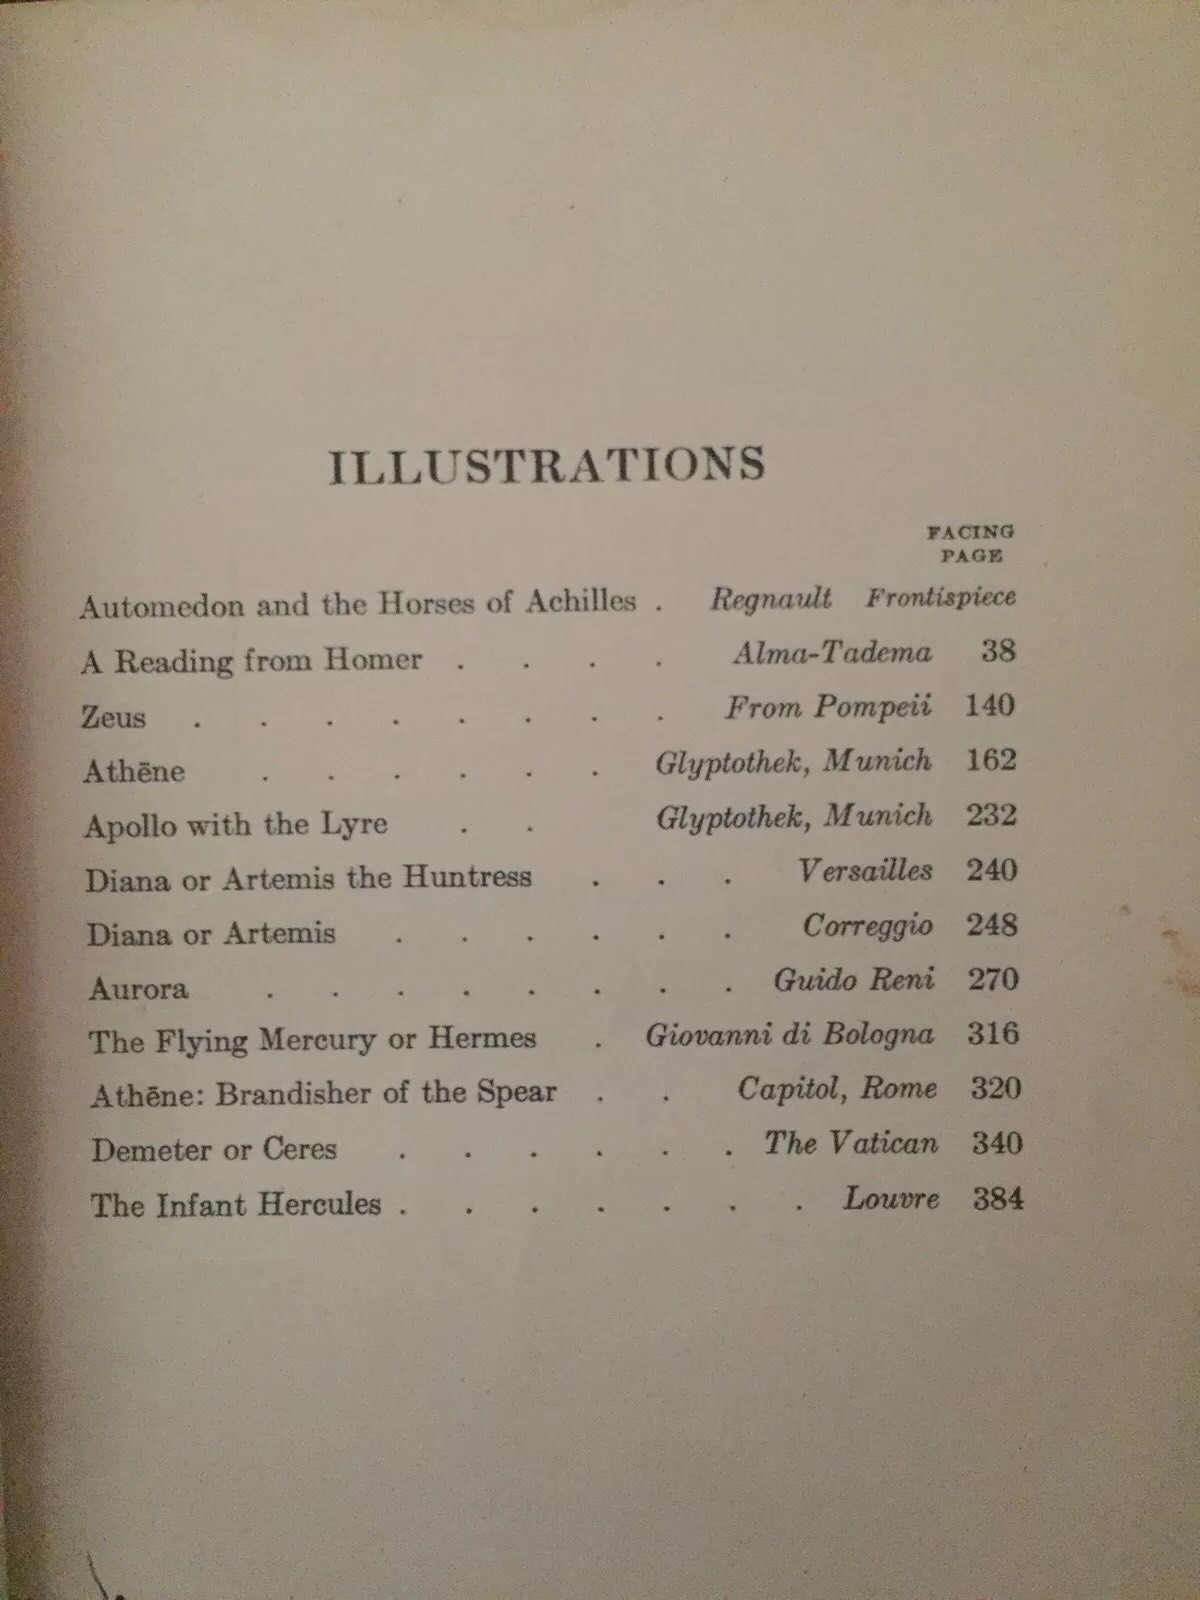 ILLUSTRATIONS
FACING
PAGE
Automedon and the Horses of Achilles . Regnault Frontispiece
A Reading from Homer . . . . Alma-Tadema 38
Zeus . . . . . . . . From Pompeii 140
Athēne . . . . . . Glyptothek, Munich 162
Apollo with the Lyre . . Glyptothek, Munich 232
Diana or Artemis the Huntress . . . Versailles 240
Diana or Artemis . . . . . . Correggio 248
Aurora . . . . . . . . Guido Reni 270
The Flying Mercury or Hermes . Giovanni di Bologna 316
Athēne: Brandisher of the Spear . . Capitol, Rome 320
Demeter or Ceres . . . . . . The Vatican 340
The Infant Hercules . . . . . . . Louvre 384